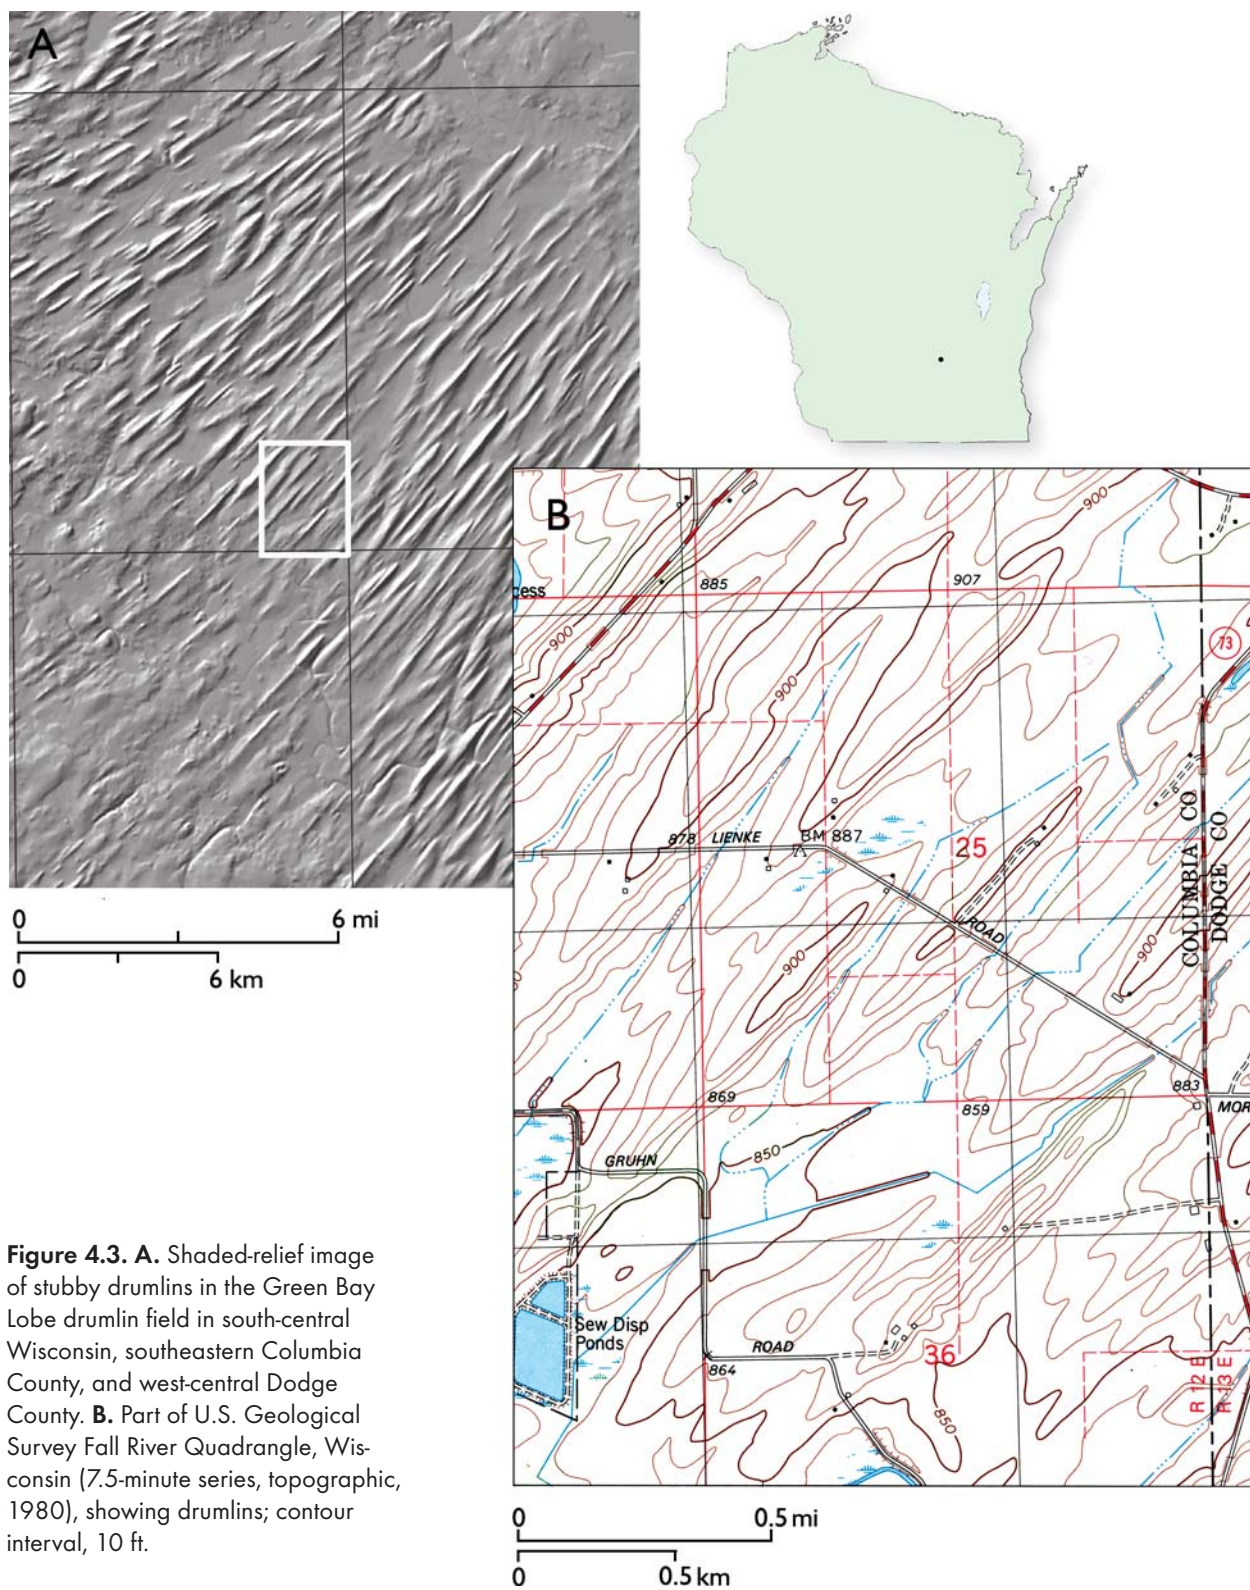 A
B
cess
885
907
900
900
900
73
878
LIENKE
BM 887
25
ROAD
COLUMBIA CO
DODGE CO
900
900
869
859
883
MOR
GRUHN
850
Sew Disp
Ponds
ROAD
864
36
850
R 12 E
R 13 E
0 6 mi
0 6 km
0 0.5 mi
0 0.5 km
Figure 4.3. A. Shaded-relief image
of stubby drumlins in the Green Bay
Lobe drumlin field in south-central
Wisconsin, southeastern Columbia
County, and west-central Dodge
County. B. Part of U.S. Geological
Survey Fall River Quadrangle, Wis-
consin (7.5-minute series, topographic,
1980), showing drumlins; contour
interval, 10 ft.